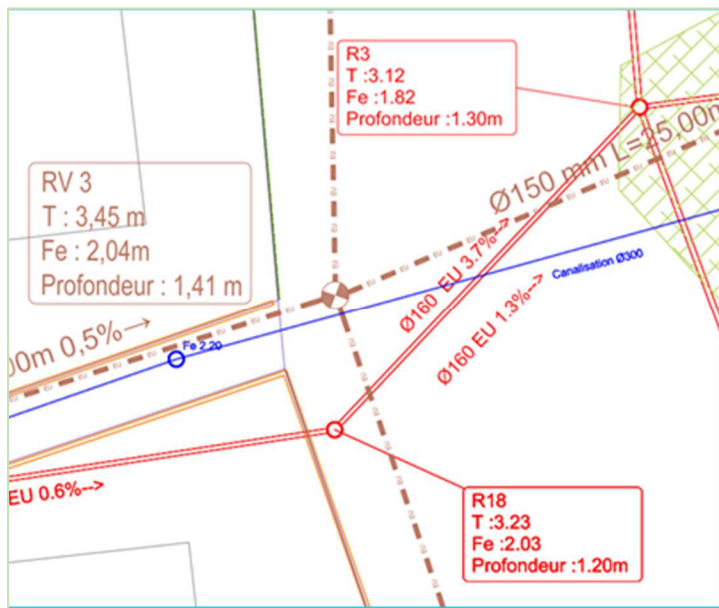 R3
T :3.12
Fe :1.82
Profondeur :1.30m
Ø150 mm L=25,00m
RV 3
T : 3,45 m
Fe : 2,04m
Profondeur : 1,41 m
Ø160 EU 3.7%-->
Canalisation Ø300
Ø160 EU 1.3%-->
00m 0,5%→
Fe 2.20
EU 0.6%-->
R18
T :3.23
Fe :2.03
Profondeur :1.20m